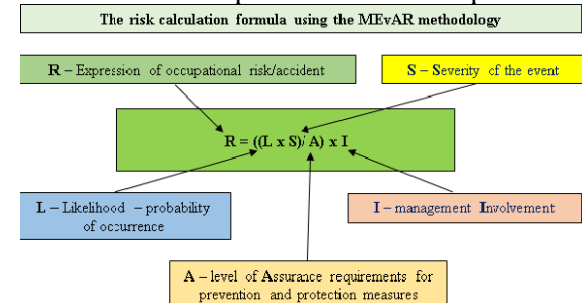 The risk calculation formula using the MEvAR methodology
R – Expression of occupational risk/accident
S – Severity of the event
R = ((L x S)/ A) x I
L – Likelihood – probability
of occurrence
I – management Involvement
A – level of Assurance requirements for
prevention and protection measures